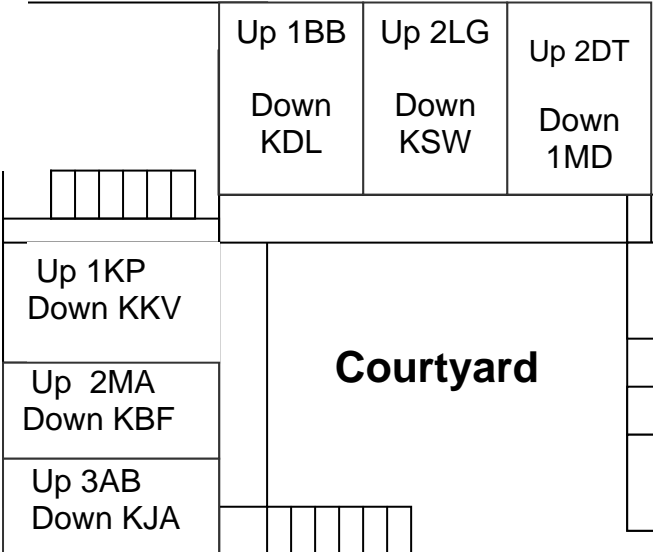 Up 1BB
Down
KDL
Up 2LG
Down
KSW
Up 2DT
Down
1MD
Up 1KP
Down KKV
Courtyard
Up 2MA
Down KBF
Up 3AB
Down KJA